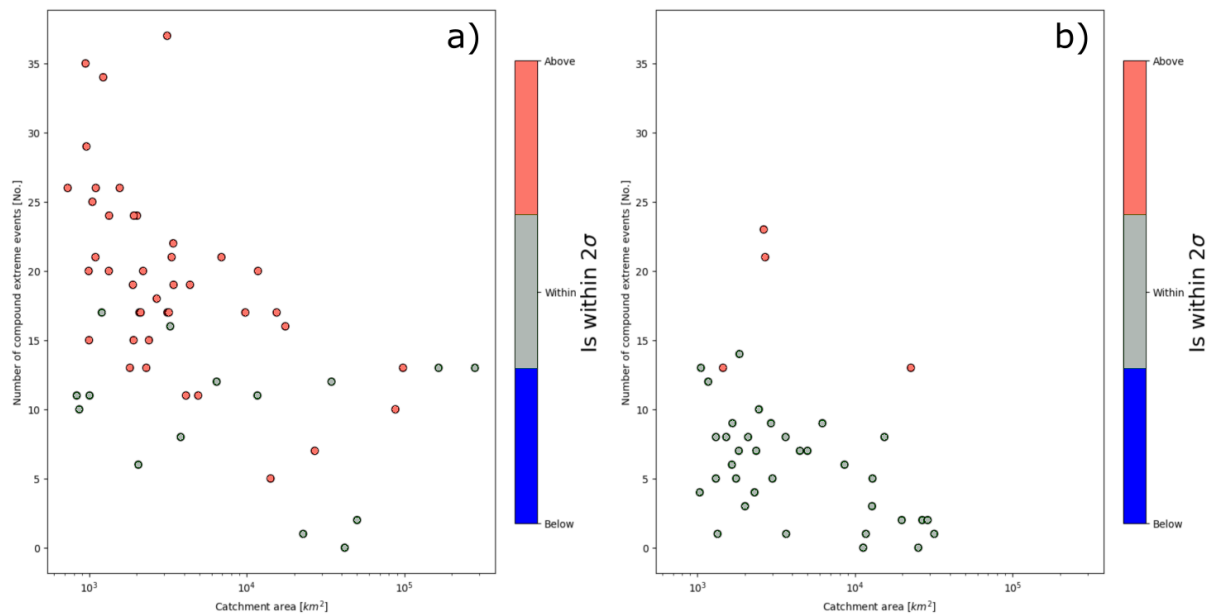 a)
35
30
25
20
15
10
5
0
Number of compound extreme events [No.]
10³
10⁴
10⁵
Catchment area [km²]
Above
Within
Below
Is within 2σ
b)
35
30
25
20
15
10
5
0
Number of compound extreme events [No.]
10³
10⁴
10⁵
Catchment area [km²]
Above
Within
Below
Is within 2σ